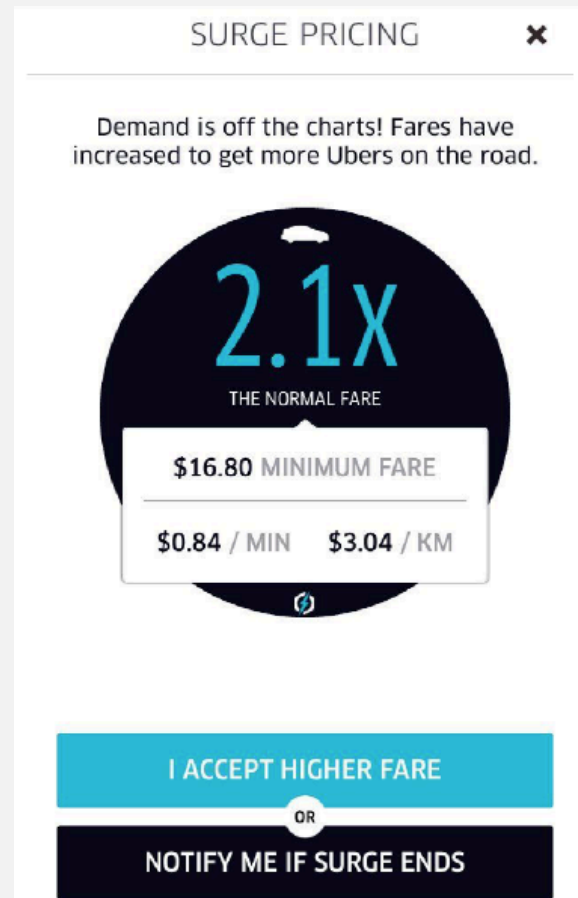 SURGE PRICING ✖
Demand is off the charts! Fares have
increased to get more Ubers on the road.
2.1X
THE NORMAL FARE
$16.80 MINIMUM FARE
$0.84 / MIN $3.04 / KM
I ACCEPT HIGHER FARE
OR
NOTIFY ME IF SURGE ENDS